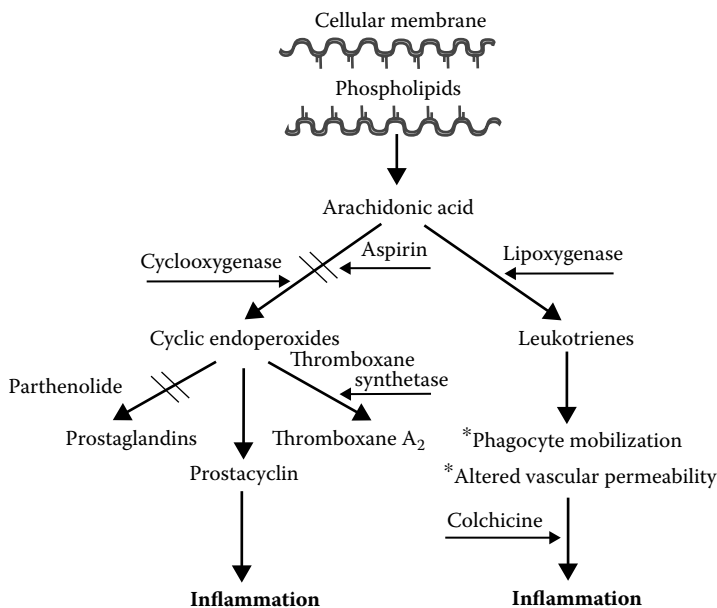 Cellular membrane
Phospholipids
Arachidonic acid
Cyclooxygenase
Aspirin
Lipoxygenase
Cyclic endoperoxides
Leukotrienes
Thromboxane
synthetase
Parthenolide
Prostaglandins
Thromboxane A₂
*Phagocyte mobilization
Prostacyclin
*Altered vascular permeability
Colchicine
Inflammation
Inflammation